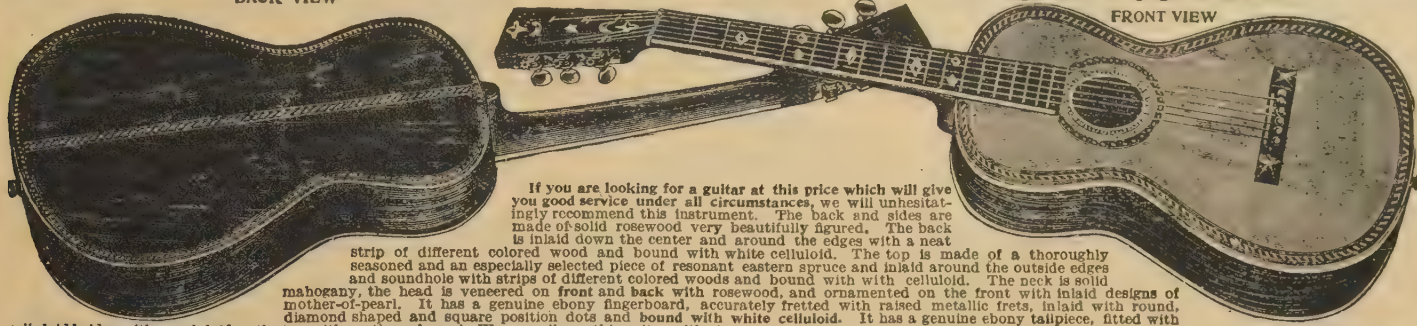 BACK VIEW
FRONT VIEW
If you are looking for a guitar at this price which will give
you good service under all circumstances, we will unhesitat-
ingly recommend this instrument. The back and sides are
made of solid rosewood very beautifully figured. The back
is inlaid down the center and around the edges with a neat
strip of different colored wood and bound with white celluloid. The top is made of a thoroughly
seasoned and an especially selected piece of resonant eastern spruce and inlaid around the outside edges
and soundhole with strips of different colored woods and bound with with celluloid. The neck is solid
mahogany, the head is veneered on front and back with rosewood, and ornamented on the front with inlaid designs of
mother-of-pearl. It has a genuine ebony fingerboard, accurately fretted with raised metallic frets, inlaid with round,
diamond shaped and square position dots and bound with white celluloid. It has a genuine ebony tailpiece, fitted with